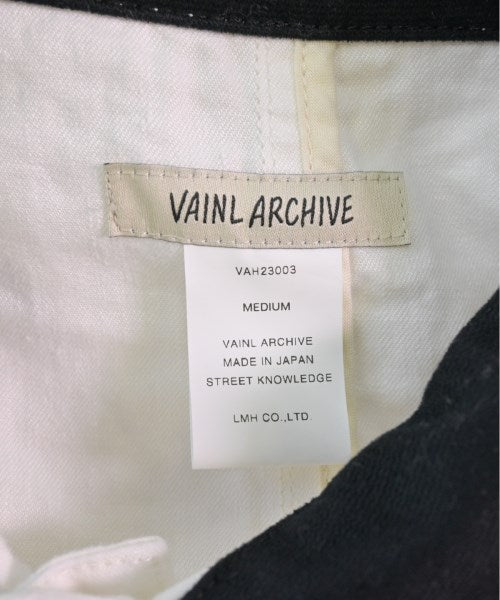 VAINL ARCHIVE
VAH23003
MEDIUM
VAINL ARCHIVE
MADE IN JAPAN
STREET KNOWLEDGE
LMH CO.,LTD.